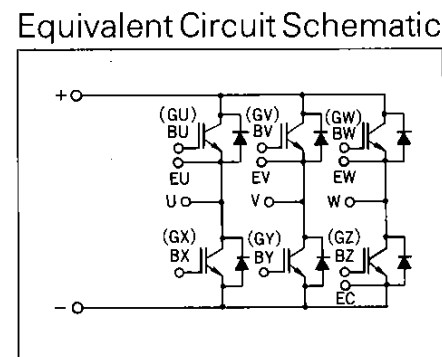 Equivalent Circuit Schematic
+
(GU) (GV) (GW)
BU BV BW
EU EV EW
U V W
(GX) (GY) (GZ)
BX BY BZ
EC
−